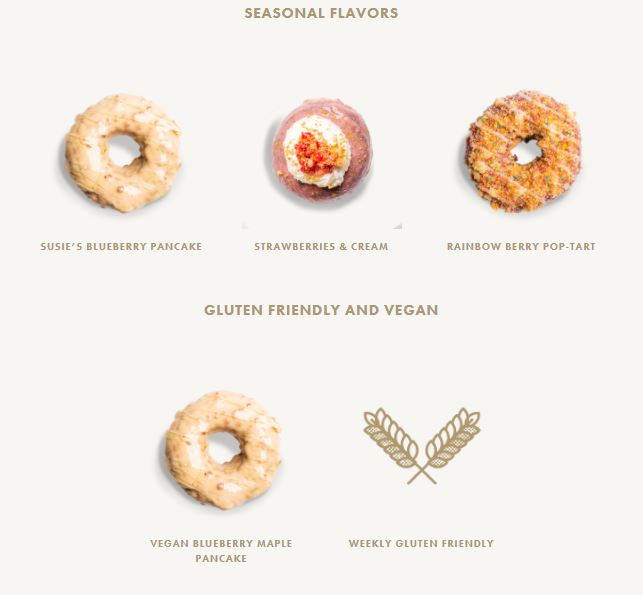 SEASONAL FLAVORS
SUSIE'S BLUEBERRY PANCAKE
STRAWBERRIES & CREAM
RAINBOW BERRY POP-TART
GLUTEN FRIENDLY AND VEGAN
VEGAN BLUEBERRY MAPLE
PANCAKE
WEEKLY GLUTEN FRIENDLY